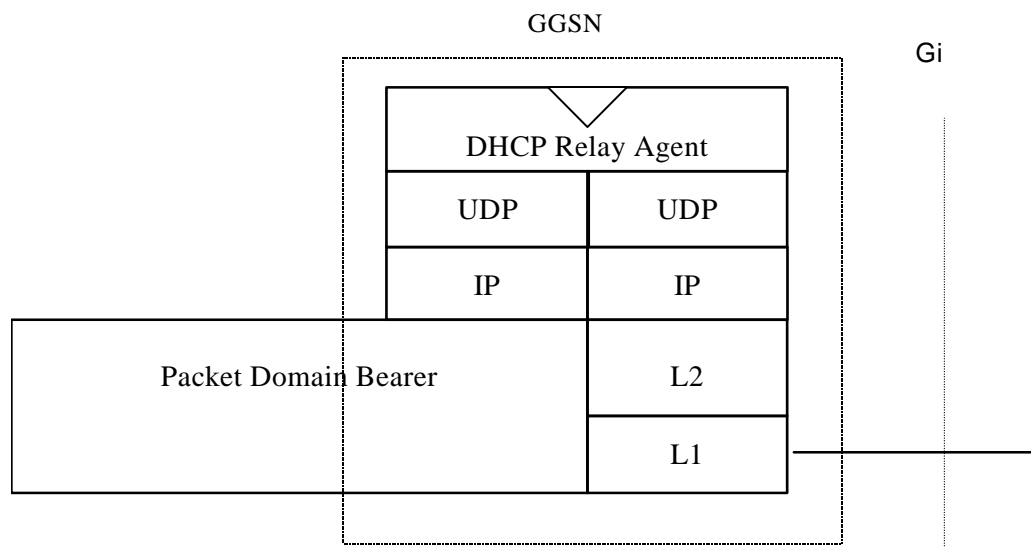 GGSN
Gi
DHCP Relay Agent
UDP
UDP
IP
IP
Packet Domain Bearer
L2
L1